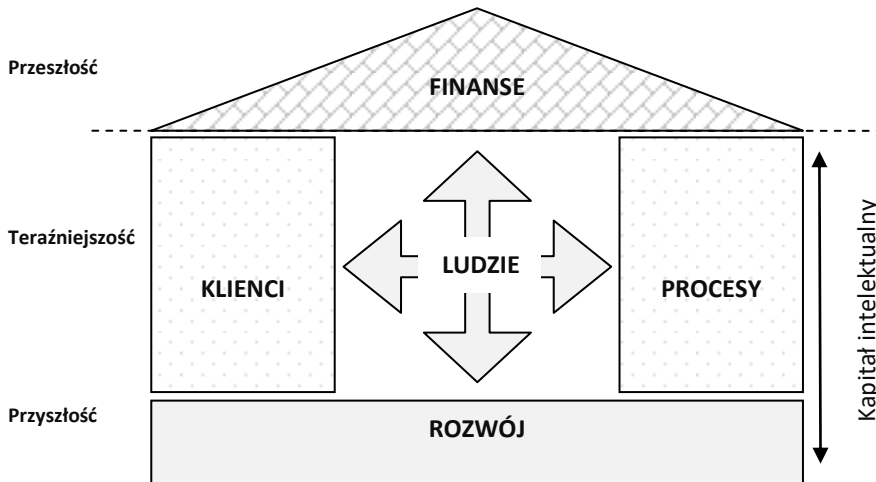 Przeszłość
FINANSE
Teraźniejszość
LUDZIE
KLIENCI
PROCESY
Kapitał intelektualny
Przyszłość
ROZWÓJ